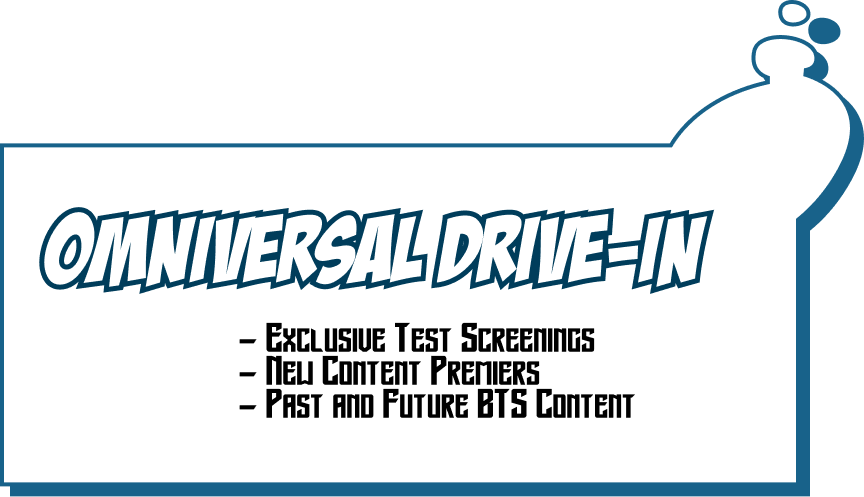 Omniversal Drive-In
- Exclusive Test Screenings
- New Content Premiers
- Past and Future BTS Content